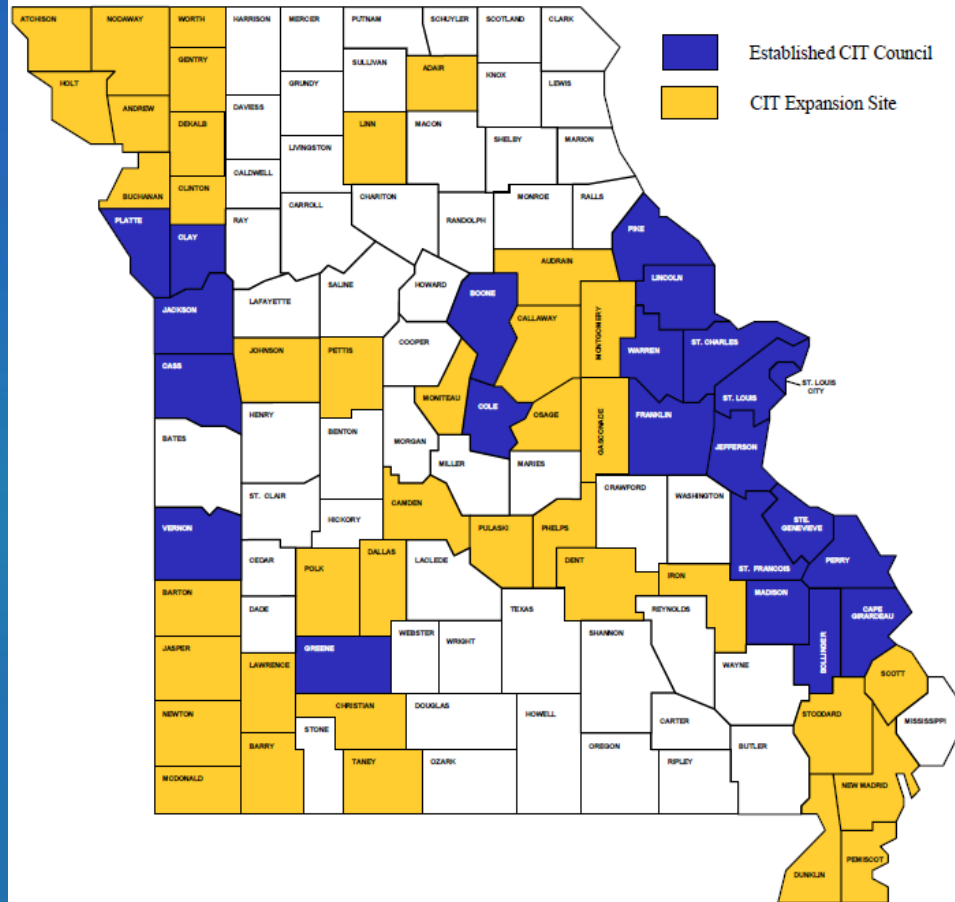 ATCHISON
NODAWAY
WORTH
HARRISON
MERCER
PUTNAM
SCHUYLER
SCOTLAND
CLARK
Established CIT Council
CIT Expansion Site
HOLT
GENTRY
SULLIVAN
ADAIR
KNOX
LEWIS
ANDREW
DEKALB
DAVIESS
GRUNDY
LINN
MACON
SHELBY
MARION
LIVINGSTON
CALDWELL
BUCHANAN
CLINTON
CARROLL
CHARITON
RANDOLPH
MONROE
RALLS
PLATTE
CLAY
RAY
PIKE
AUDRAIN
LINCOLN
JACKSON
LAFAYETTE
SALINE
HOWARD
BOONE
CALLAWAY
MONTGOMERY
WARREN
ST. CHARLES
CASS
JOHNSON
PETTIS
COOPER
MONITEAU
COLE
OSAGE
GASCONADE
FRANKLIN
ST. LOUIS
ST. LOUIS
CITY
BATES
HENRY
BENTON
MORGAN
MILLER
MARIES
JEFFERSON
ST. CLAIR
HICKORY
CAMDEN
PULASKI
PHELPS
CRAWFORD
WASHINGTON
STE.
GENEVIEVE
VERNON
CEDAR
POLK
DALLAS
LACLEDE
DENT
IRON
ST. FRANCOIS
PERRY
MADISON
BARTON
DADE
TEXAS
REYNOLDS
CAPE
GIRARDEAU
BOLLINGER
JASPER
LAWRENCE
GREENE
WEBSTER
WRIGHT
SHANNON
WAYNE
SCOTT
NEWTON
CHRISTIAN
STONE
DOUGLAS
HOWELL
CARTER
STODDARD
MISSISSIPPI
MCDONALD
BARRY
TANEY
OZARK
OREGON
RIPLEY
BUTLER
NEW MADRID
DUNKLIN
PEMISCOT